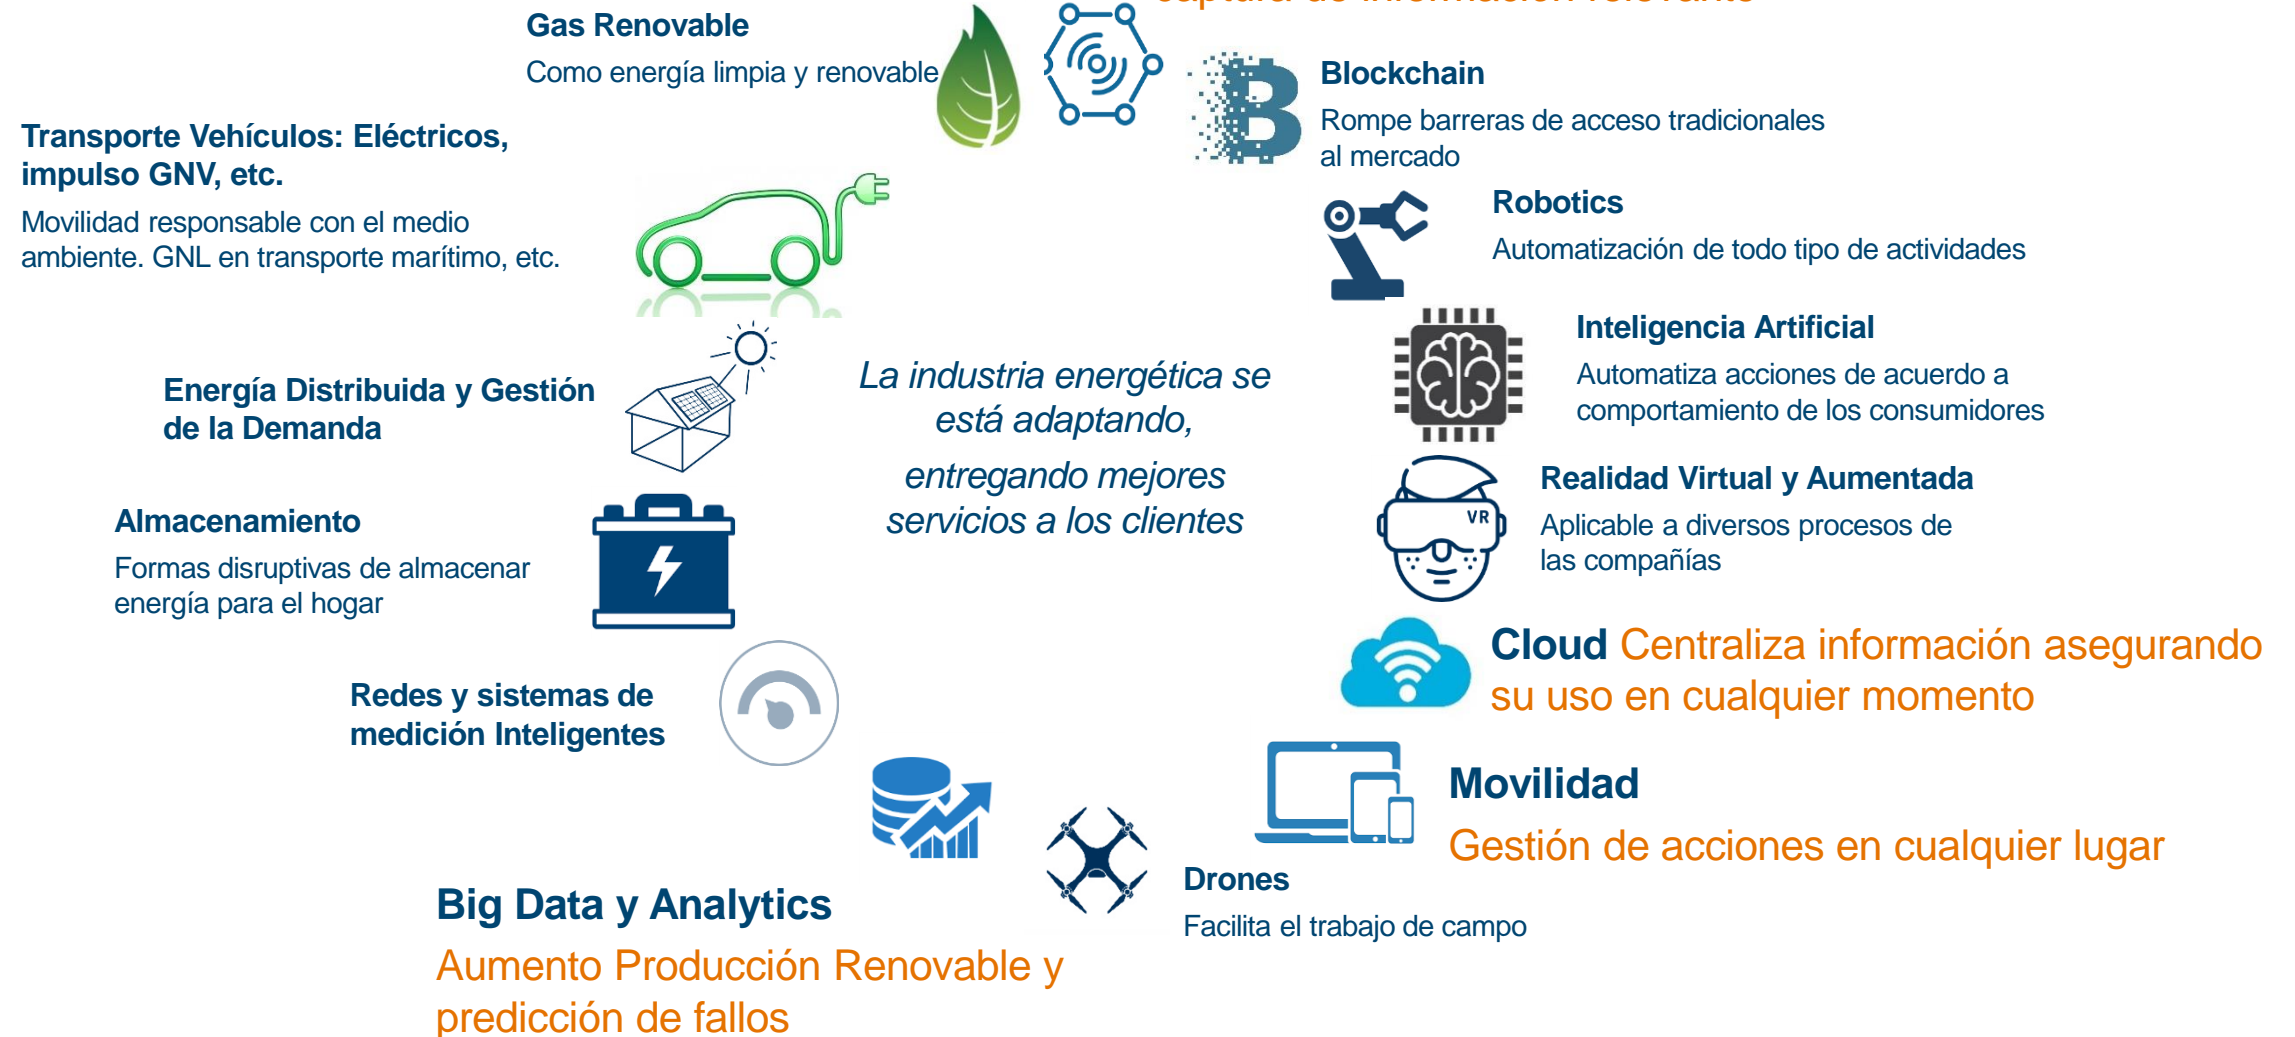 captura de información relevante
Gas Renovable
Como energía limpia y renovable
Blockchain
Rompe barreras de acceso tradicionales
al mercado
Transporte Vehículos: Eléctricos,
impulso GNV, etc.
Movilidad responsable con el medio
ambiente. GNL en transporte marítimo, etc.
Robotics
Automatización de todo tipo de actividades
Inteligencia Artificial
Automatiza acciones de acuerdo a
comportamiento de los consumidores
La industria energética se
está adaptando,
entregando mejores
servicios a los clientes
Energía Distribuida y Gestión
de la Demanda
Realidad Virtual y Aumentada
Aplicable a diversos procesos de
las compañías
VR
Almacenamiento
Formas disruptivas de almacenar
energía para el hogar
Cloud Centraliza información asegurando
su uso en cualquier momento
Redes y sistemas de
medición Inteligentes
Movilidad
Gestión de acciones en cualquier lugar
Drones
Facilita el trabajo de campo
Big Data y Analytics
Aumento Producción Renovable y
predicción de fallos